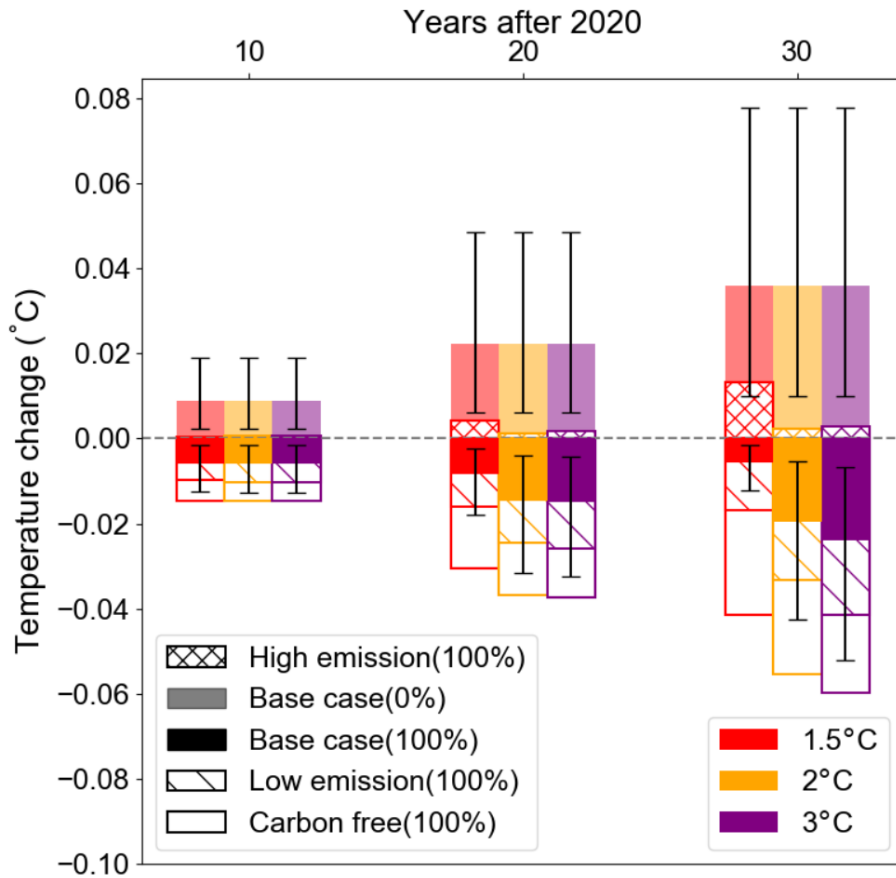 Years after 2020
10 20 30
Temperature change (°C)
0.08
0.06
0.04
0.02
0.00
−0.02
−0.04
−0.06
−0.08
−0.10
High emission(100%)
Base case(0%)
Base case(100%)
Low emission(100%)
Carbon free(100%)
1.5°C
2°C
3°C